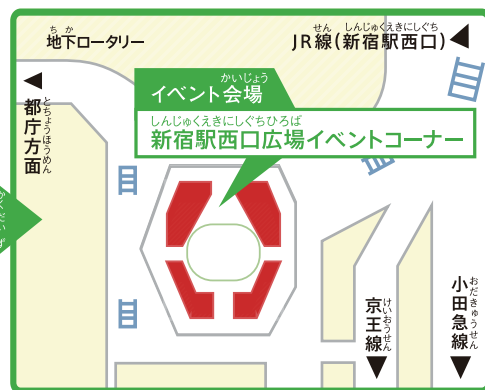 ちか
地下ロータリー
せん しんじゅくえきにしぐち
JR線(新宿駅西口)
かいじょう
イベント会場
しんじゅくえきにしぐちひろば
新宿駅西口広場イベントコーナー
とちょうほうめん
都庁方面
けいおうせん
京王線
おだきゅうせん
小田急線